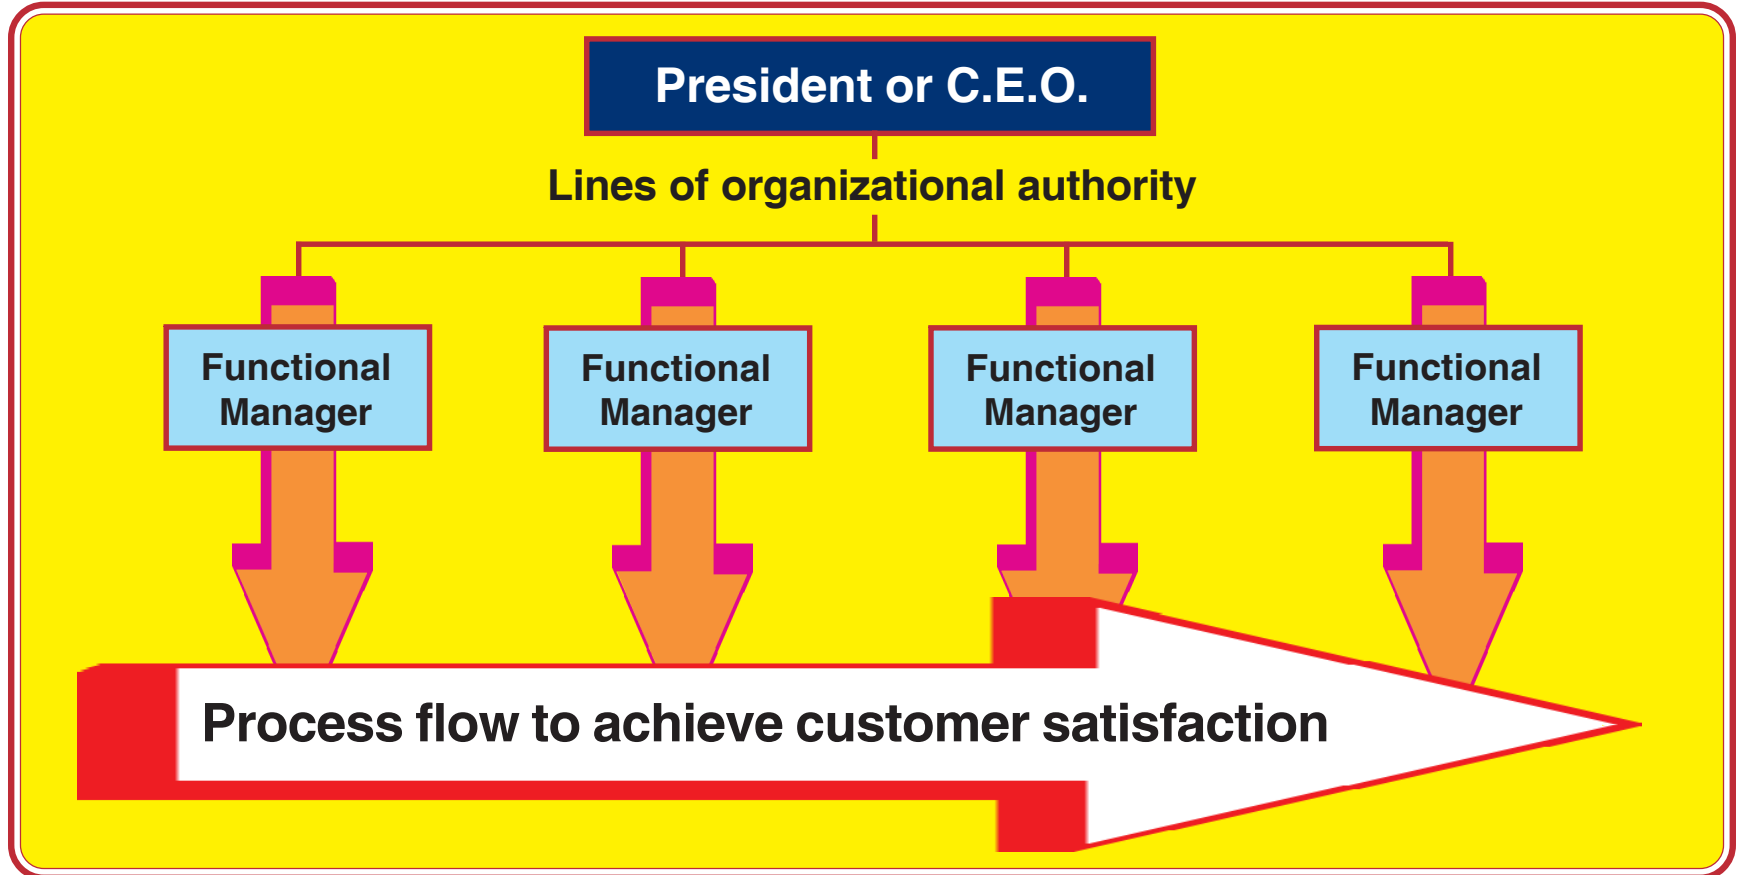 President or C.E.O.
Lines of organizational authority
Functional
Manager
Functional
Manager
Functional
Manager
Functional
Manager
Process flow to achieve customer satisfaction